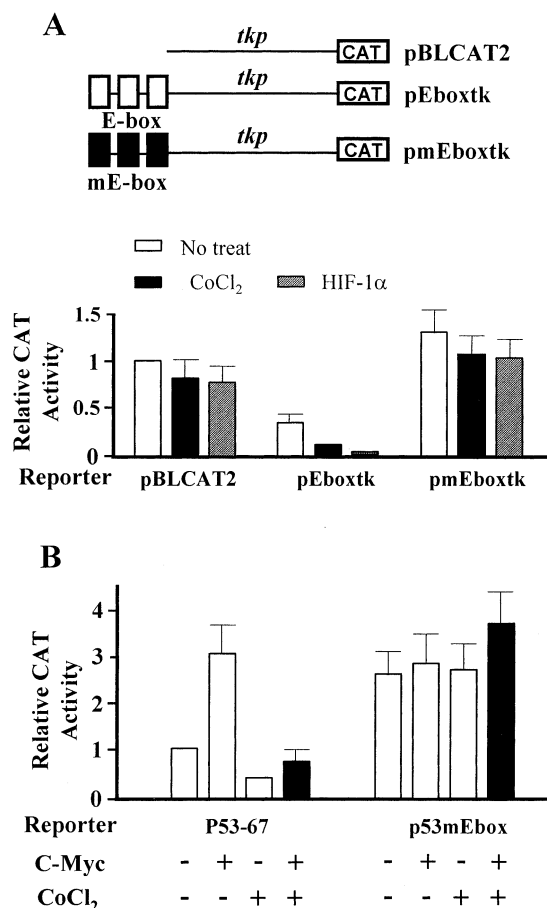 A
tkp CAT pBLCAT2
tkp CAT pEboxtk
E-box
tkp CAT pmEboxtk
mE-box
No treat
CoCl₂ HIF-1α
Relative CAT
Activity
1.5
1
0.5
0
Reporter pBLCAT2 pEboxtk pmEboxtk
B
Relative CAT
Activity
4
3
2
1
0
Reporter P53-67 p53mEbox
C-Myc - + - + - + - +
CoCl₂ - - + + - - + +